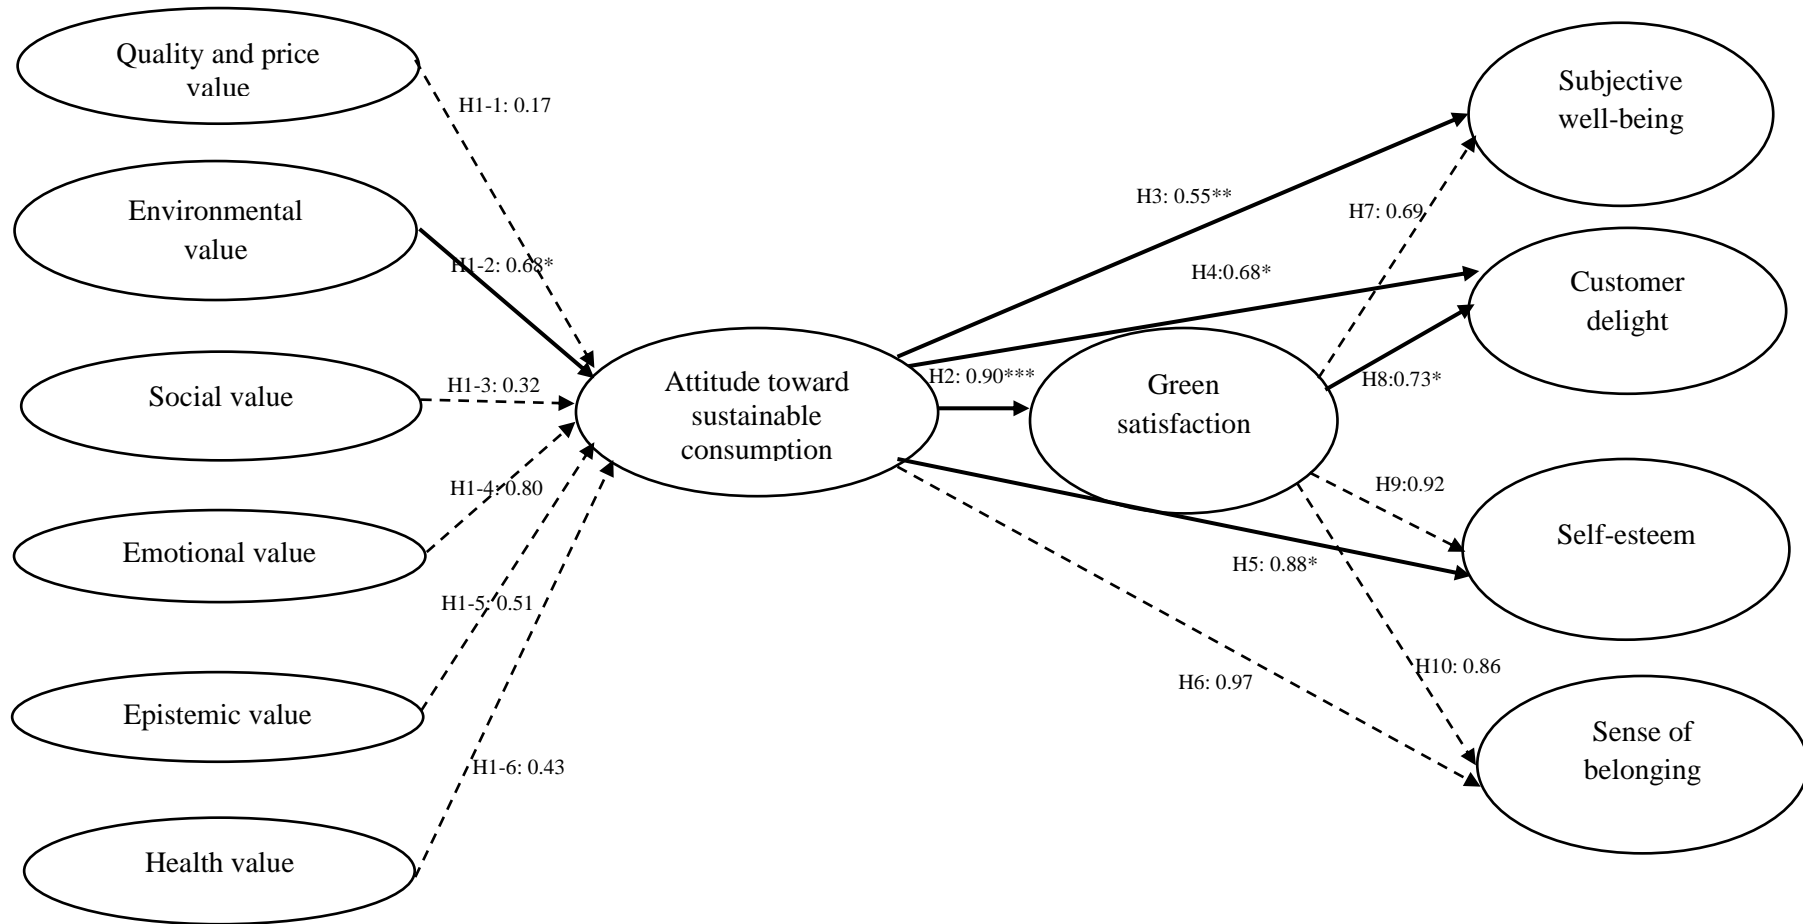 Quality and price
value
H1-1: 0.17
Environmental
value
H1-2: 0.68*
Social value
H1-3: 0.32
Emotional value
H1-4: 0.80
Epistemic value
H1-5: 0.51
Health value
H1-6: 0.43
Attitude toward
sustainable
consumption
H2: 0.90***
Green
satisfaction
H3: 0.55**
H4:0.68*
H5: 0.88*
H6: 0.97
H7: 0.69
H8:0.73*
H9:0.92
H10: 0.86
Subjective
well-being
Customer
delight
Self-esteem
Sense of
belonging